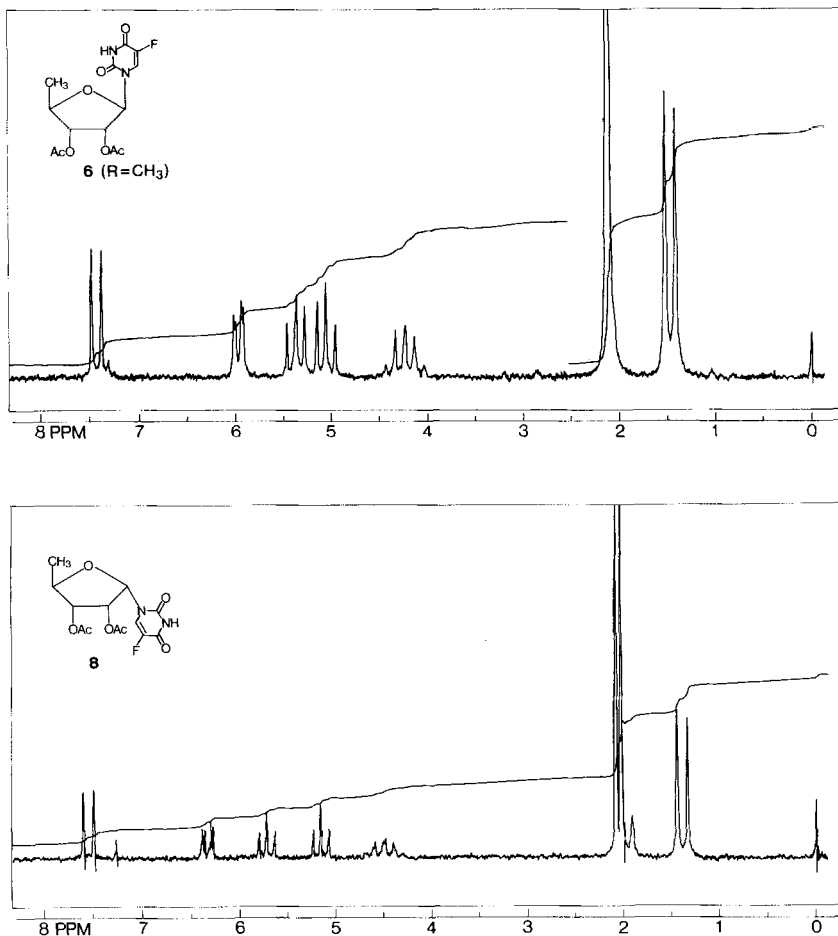 O
HN
F
O
N
CH₃
O
AcO
OAc
6 (R=CH₃)
8 PPM 7 6 5 4 3 2 1 0
CH₃
O
O
N
NH
AcO
OAc
F
O
8
8 PPM 7 6 5 4 3 2 1 0